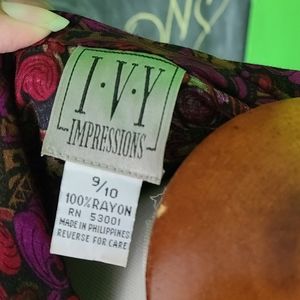 I·V·Y
IMPRESSIONS
9/10
100% RAYON
RN 53001
MADE IN PHILIPPINES
REVERSE FOR CARE